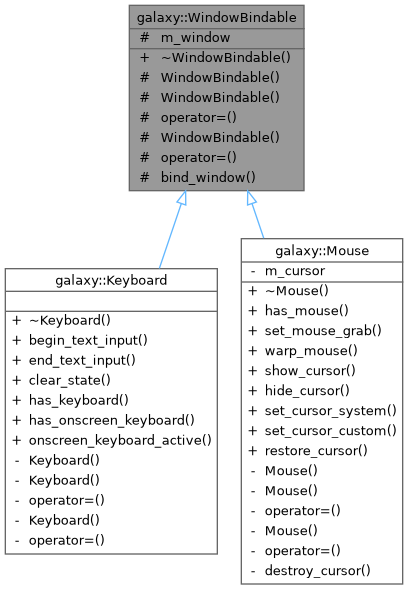 galaxy::WindowBindable
# m_window
+ ~WindowBindable()
# WindowBindable()
# WindowBindable()
# operator=()
# WindowBindable()
# operator=()
# bind_window()
galaxy::Keyboard
+ ~Keyboard()
+ begin_text_input()
+ end_text_input()
+ clear_state()
+ has_keyboard()
+ has_onscreen_keyboard()
+ onscreen_keyboard_active()
- Keyboard()
- Keyboard()
- operator=()
- Keyboard()
- operator=()
galaxy::Mouse
- m_cursor
+ ~Mouse()
+ has_mouse()
+ set_mouse_grab()
+ warp_mouse()
+ show_cursor()
+ hide_cursor()
+ set_cursor_system()
+ set_cursor_custom()
+ restore_cursor()
- Mouse()
- Mouse()
- operator=()
- Mouse()
- operator=()
- destroy_cursor()